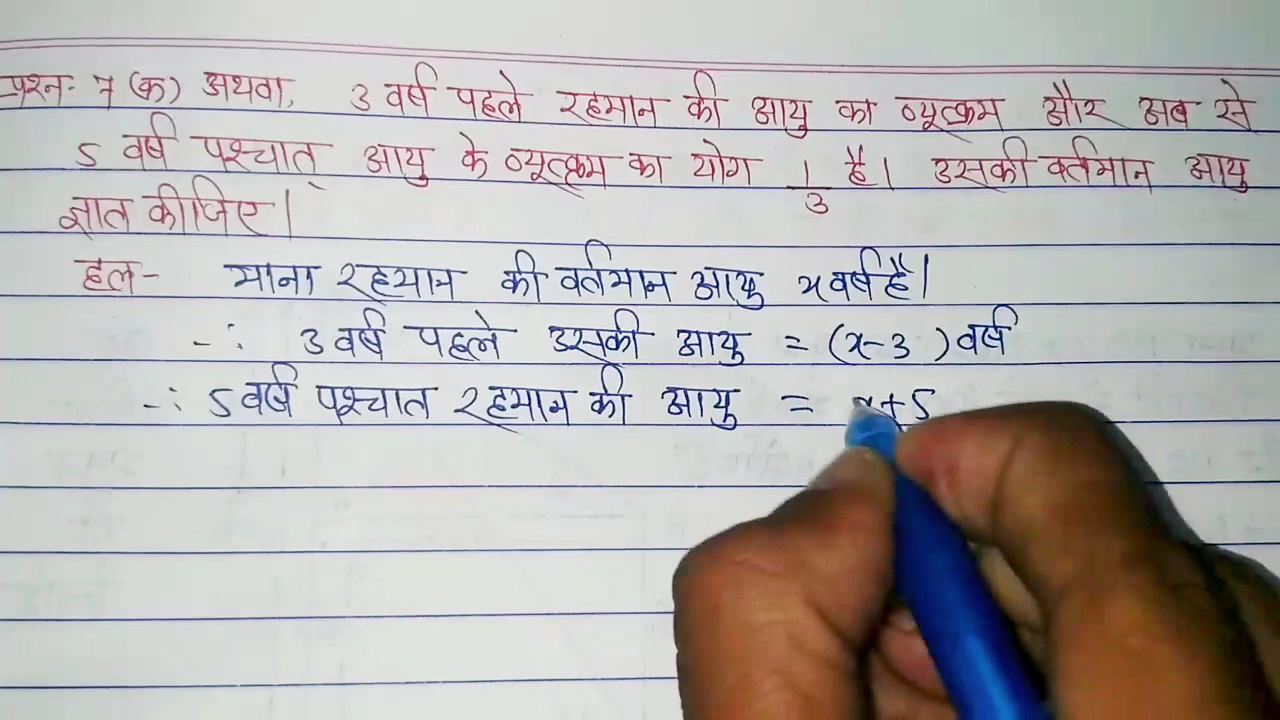 प्रश्न: 7 (क) अथवा, 3 वर्ष पहले रहमान की आयु का व्यूत्क्रम और अब से
5 वर्ष पश्चात् आयु के व्यूत्क्रम का योग 1/3 है। उसकी वर्तमान आयु
ज्ञात कीजिए।
हल- माना रहमान की वर्तमान आयु x वर्ष है।
∴ 3 वर्ष पहले उसकी आयु = (x-3) वर्ष
∴ 5 वर्ष पश्चात रहमान की आयु = x+5